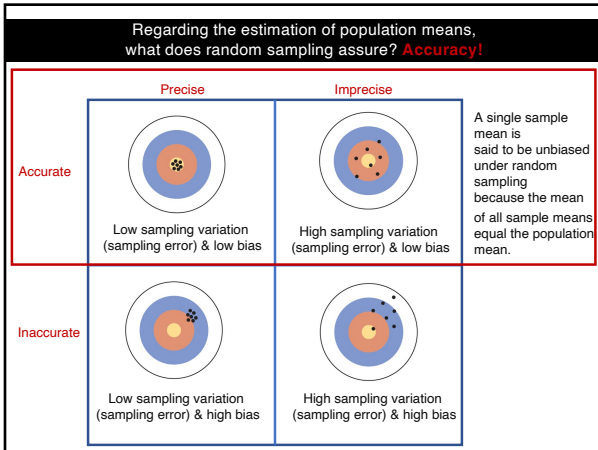 Regarding the estimation of population means,
what does random sampling assure? Accuracy!
Precise
Imprecise
Accurate
Low sampling variation
(sampling error) & low bias
High sampling variation
(sampling error) & low bias
A single sample
mean is
said to be unbiased
under random
sampling
because the mean
of all sample means
equal the population
mean.
Inaccurate
Low sampling variation
(sampling error) & high bias
High sampling variation
(sampling error) & high bias